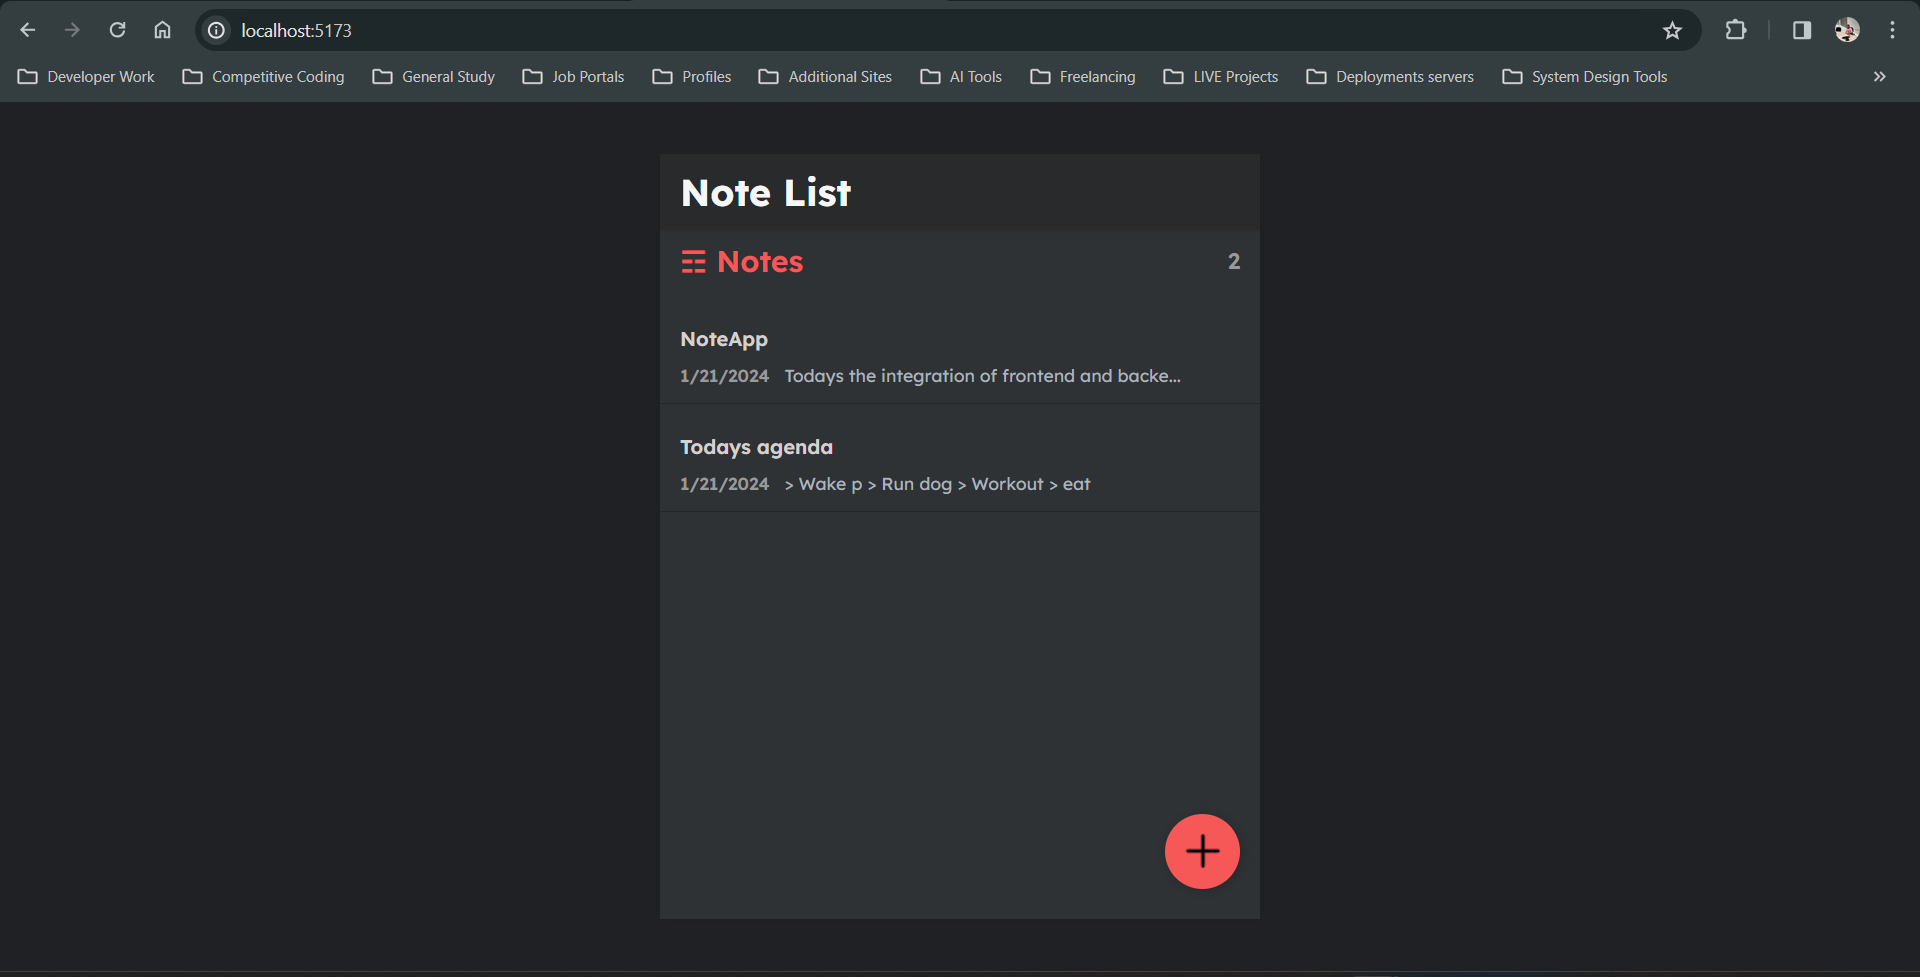 localhost:5173
Developer Work Competitive Coding General Study Job Portals Profiles Additional Sites AI Tools Freelancing LIVE Projects Deployments servers System Design Tools
Note List
Notes 2
NoteApp
1/21/2024 Todays the integration of frontend and backe...
Todays agenda
1/21/2024 > Wake p > Run dog > Workout > eat